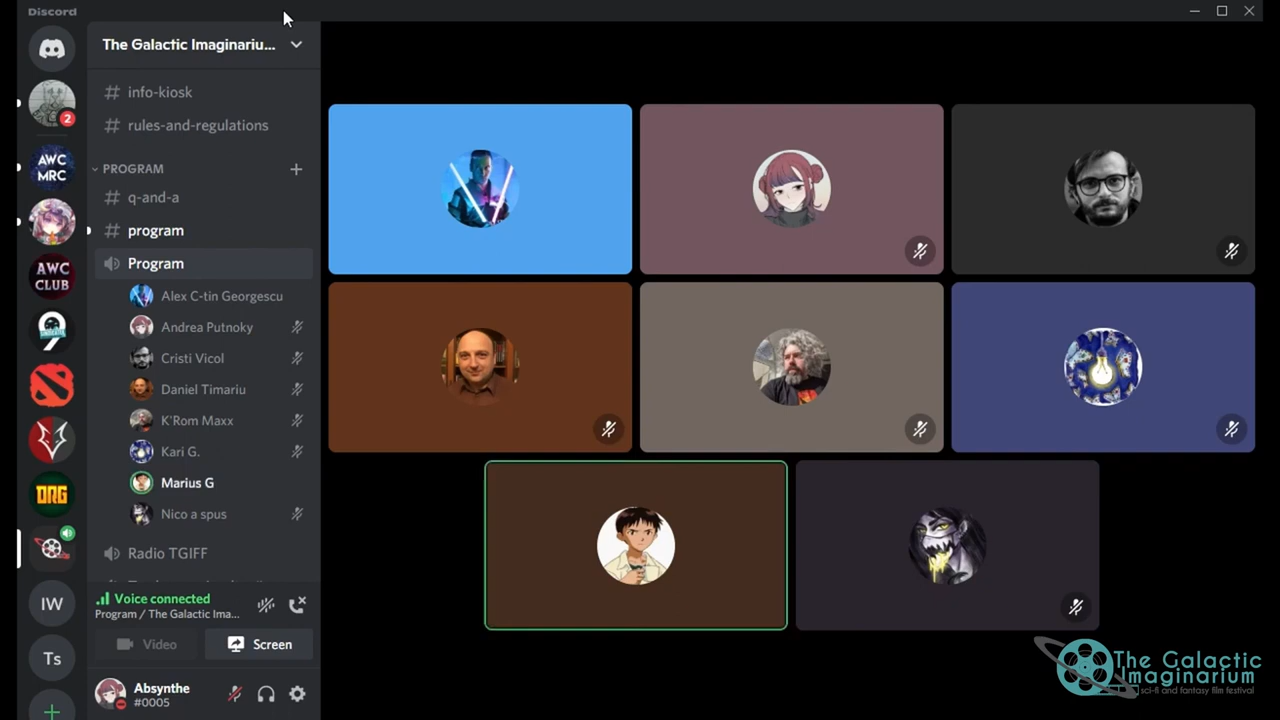 Discord
The Galactic Imaginariu...
info-kiosk
rules-and-regulations
PROGRAM
q-and-a
program
Program
Alex C-tin Georgescu
Andrea Putnoky
Cristi Vicol
Daniel Timariu
K'Rom Maxx
Kari G.
Marius G
Nico a spus
Radio TGIFF
Voice connected
Program / The Galactic Ima...
Video
Screen
Absynthe
#0005
2
AWC
MRC
AWC
CLUB
9
DRG
IW
Ts
The Galactic
Imaginarium
sci-fi and fantasy film festival